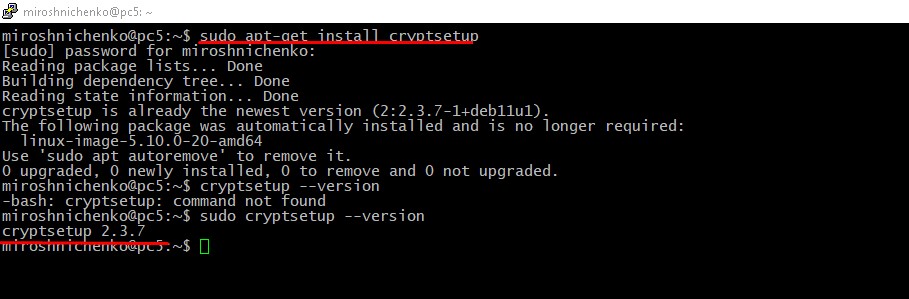 miroshnichenko@pc5: ~
miroshnichenko@pc5:~$ sudo apt-get install cryptsetup
[sudo] password for miroshnichenko:
Reading package lists... Done
Building dependency tree... Done
Reading state information... Done
cryptsetup is already the newest version (2:2.3.7-1+deb11u1).
The following package was automatically installed and is no longer required:
  linux-image-5.10.0-20-amd64
Use 'sudo apt autoremove' to remove it.
0 upgraded, 0 newly installed, 0 to remove and 0 not upgraded.
miroshnichenko@pc5:~$ cryptsetup --version
-bash: cryptsetup: command not found
miroshnichenko@pc5:~$ sudo cryptsetup --version
cryptsetup 2.3.7
miroshnichenko@pc5:~$